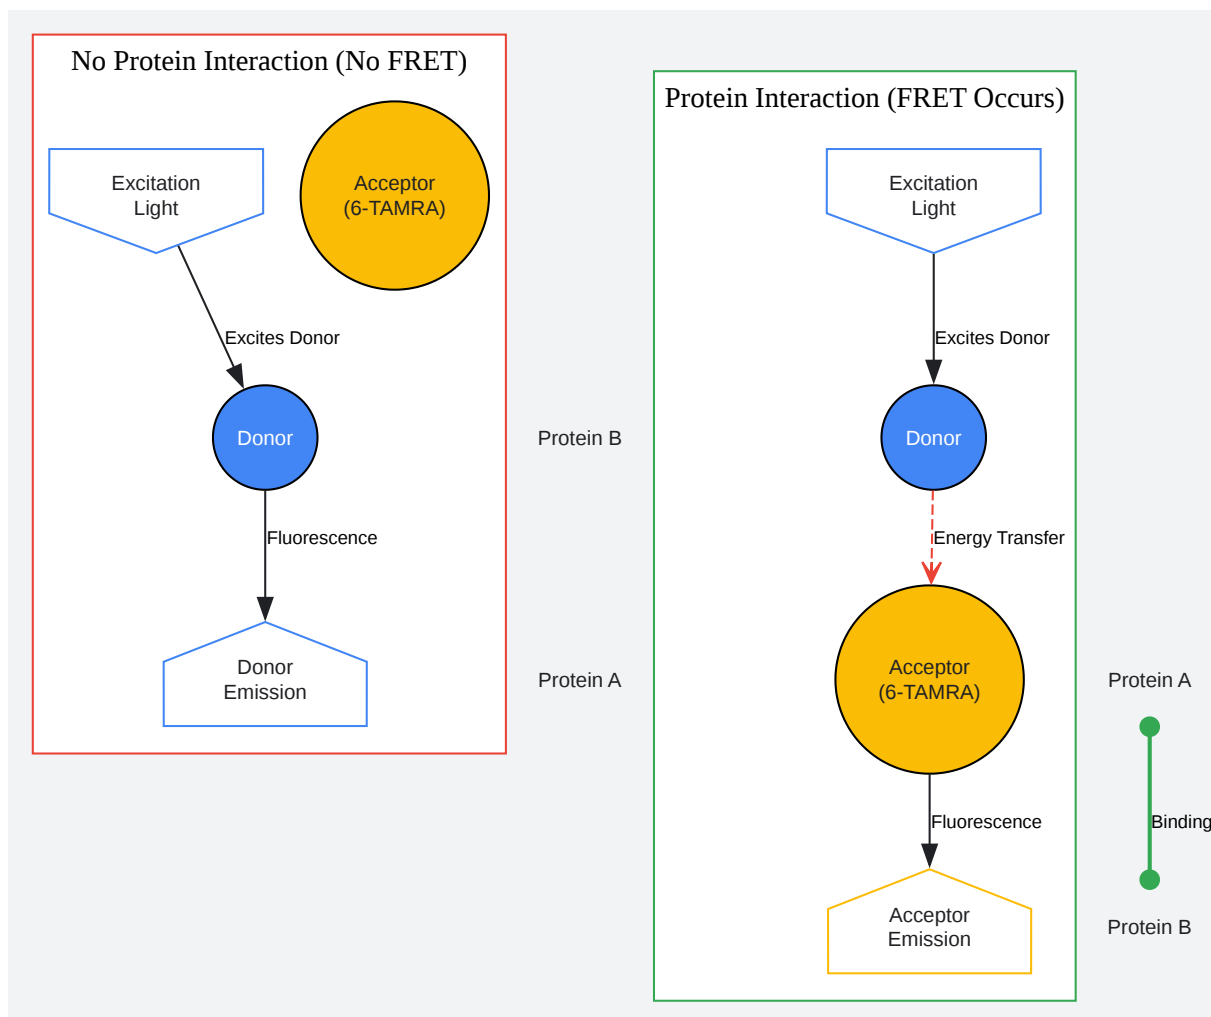 No Protein Interaction (No FRET)
Excitation
Light
Acceptor
(6-TAMRA)
Excites Donor
Donor
Fluorescence
Donor
Emission
Protein B
Protein A
Protein Interaction (FRET Occurs)
Excitation
Light
Excites Donor
Donor
Energy Transfer
Acceptor
(6-TAMRA)
Fluorescence
Acceptor
Emission
Protein A
Binding
Protein B